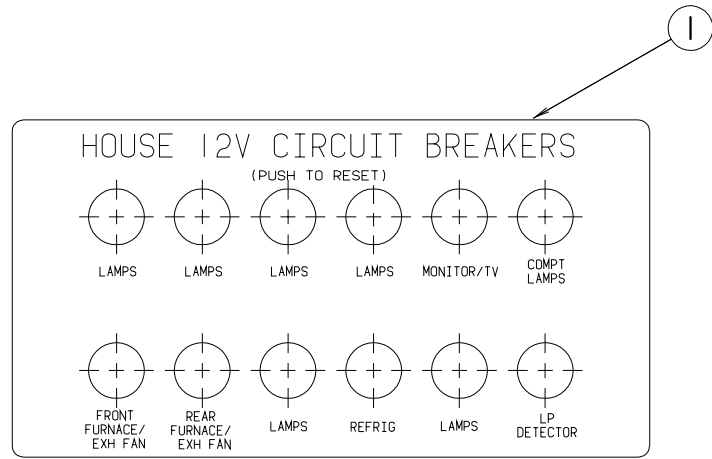 1
HOUSE 12V CIRCUIT BREAKERS
(PUSH TO RESET)
LAMPS LAMPS LAMPS LAMPS MONITOR/TV COMPT LAMPS
FRONT FURNACE/ EXH FAN REAR FURNACE/ EXH FAN LAMPS REFRIG LAMPS LP DETECTOR